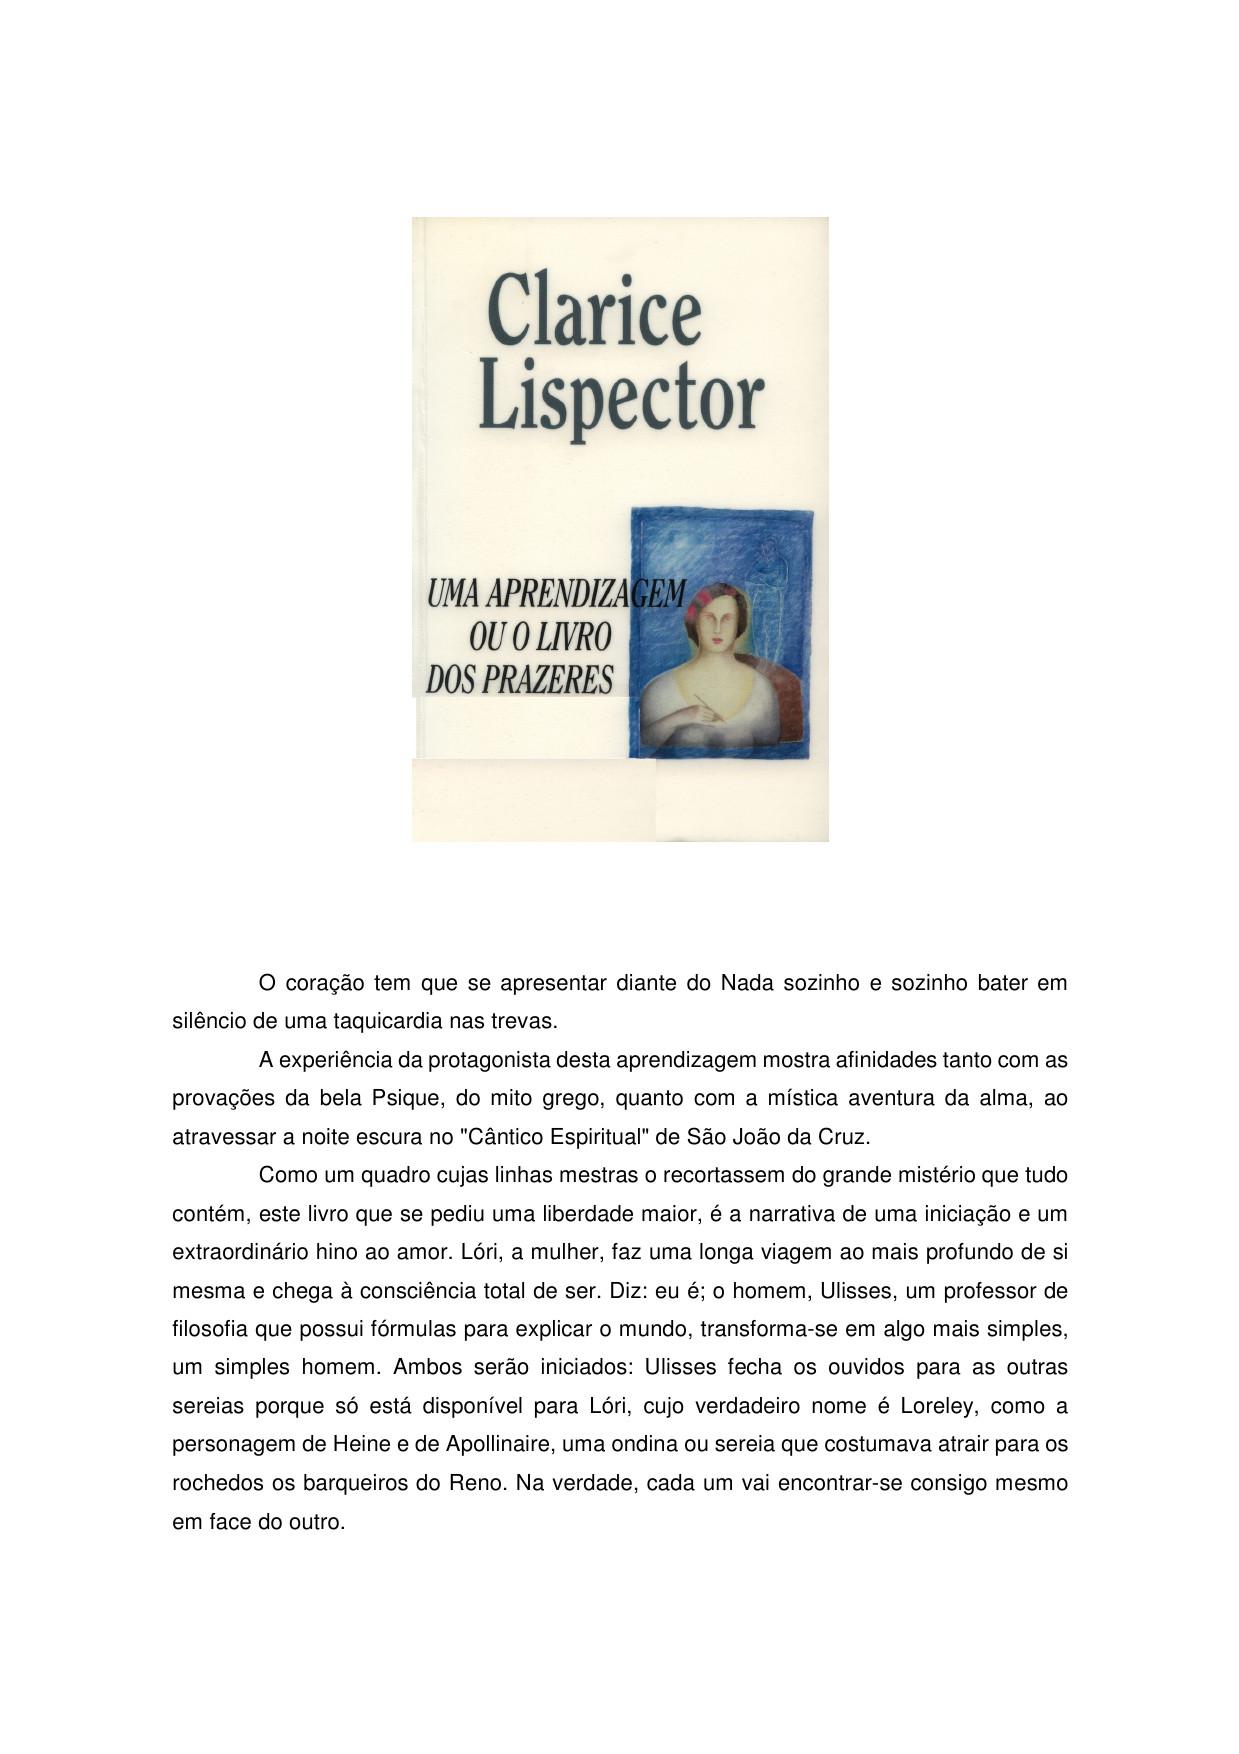 Clarice
Lispector
UMA APRENDIZAGEM
OU O LIVRO
DOS PRAZERES
O coração tem que se apresentar diante do Nada sozinho e sozinho bater em
silêncio de uma taquicardia nas trevas.
A experiência da protagonista desta aprendizagem mostra afinidades tanto com as
provações da bela Psique, do mito grego, quanto com a mística aventura da alma, ao
atravessar a noite escura no "Cântico Espiritual" de São João da Cruz.
Como um quadro cujas linhas mestras o recortassem do grande mistério que tudo
contém, este livro que se pediu uma liberdade maior, é a narrativa de uma iniciação e um
extraordinário hino ao amor. Lóri, a mulher, faz uma longa viagem ao mais profundo de si
mesma e chega à consciência total de ser. Diz: eu é; o homem, Ulisses, um professor de
filosofia que possui fórmulas para explicar o mundo, transforma-se em algo mais simples,
um simples homem. Ambos serão iniciados: Ulisses fecha os ouvidos para as outras
sereias porque só está disponível para Lóri, cujo verdadeiro nome é Loreley, como a
personagem de Heine e de Apollinaire, uma ondina ou sereia que costumava atrair para os
rochedos os barqueiros do Reno. Na verdade, cada um vai encontrar-se consigo mesmo
em face do outro.